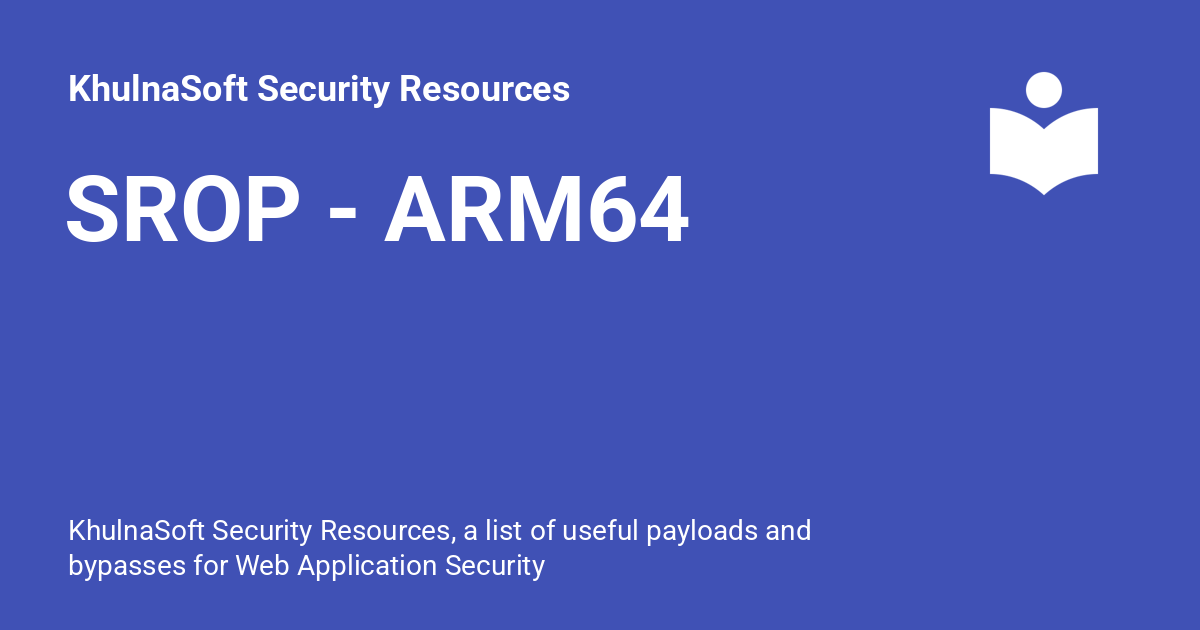 KhulnaSoft Security Resources
SROP - ARM64
KhulnaSoft Security Resources, a list of useful payloads and
bypasses for Web Application Security